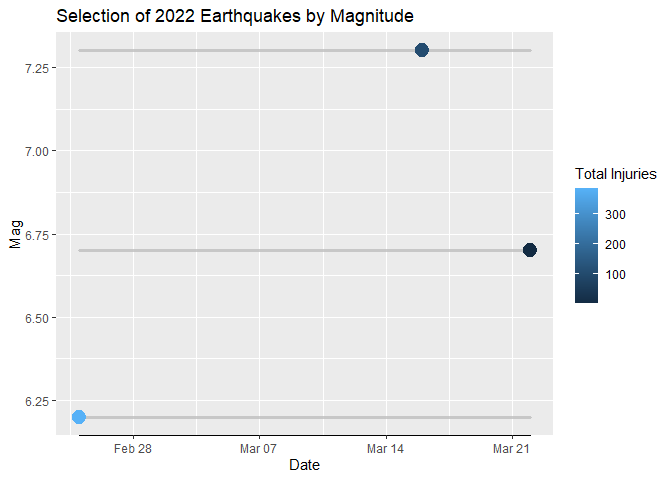 Selection of 2022 Earthquakes by Magnitude
7.25
7.00
6.75
6.50
6.25
Mag
Feb 28
Mar 07
Mar 14
Mar 21
Date
Total Injuries
300
200
100